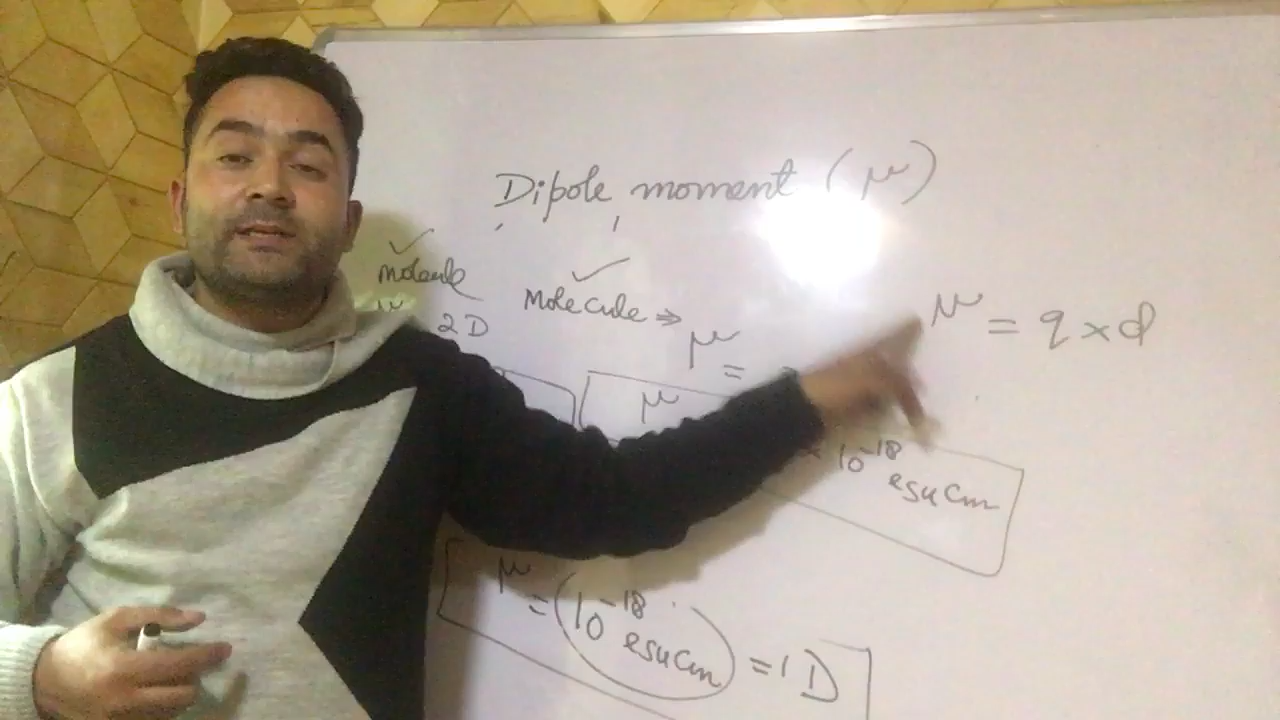 Dipole moment (μ)
molecule
μ 2D
Molecule ⇒
μ =
μ = q × d
μ
× 10⁻¹⁸ esu cm
μ = 10⁻¹⁸ esu cm = 1 D